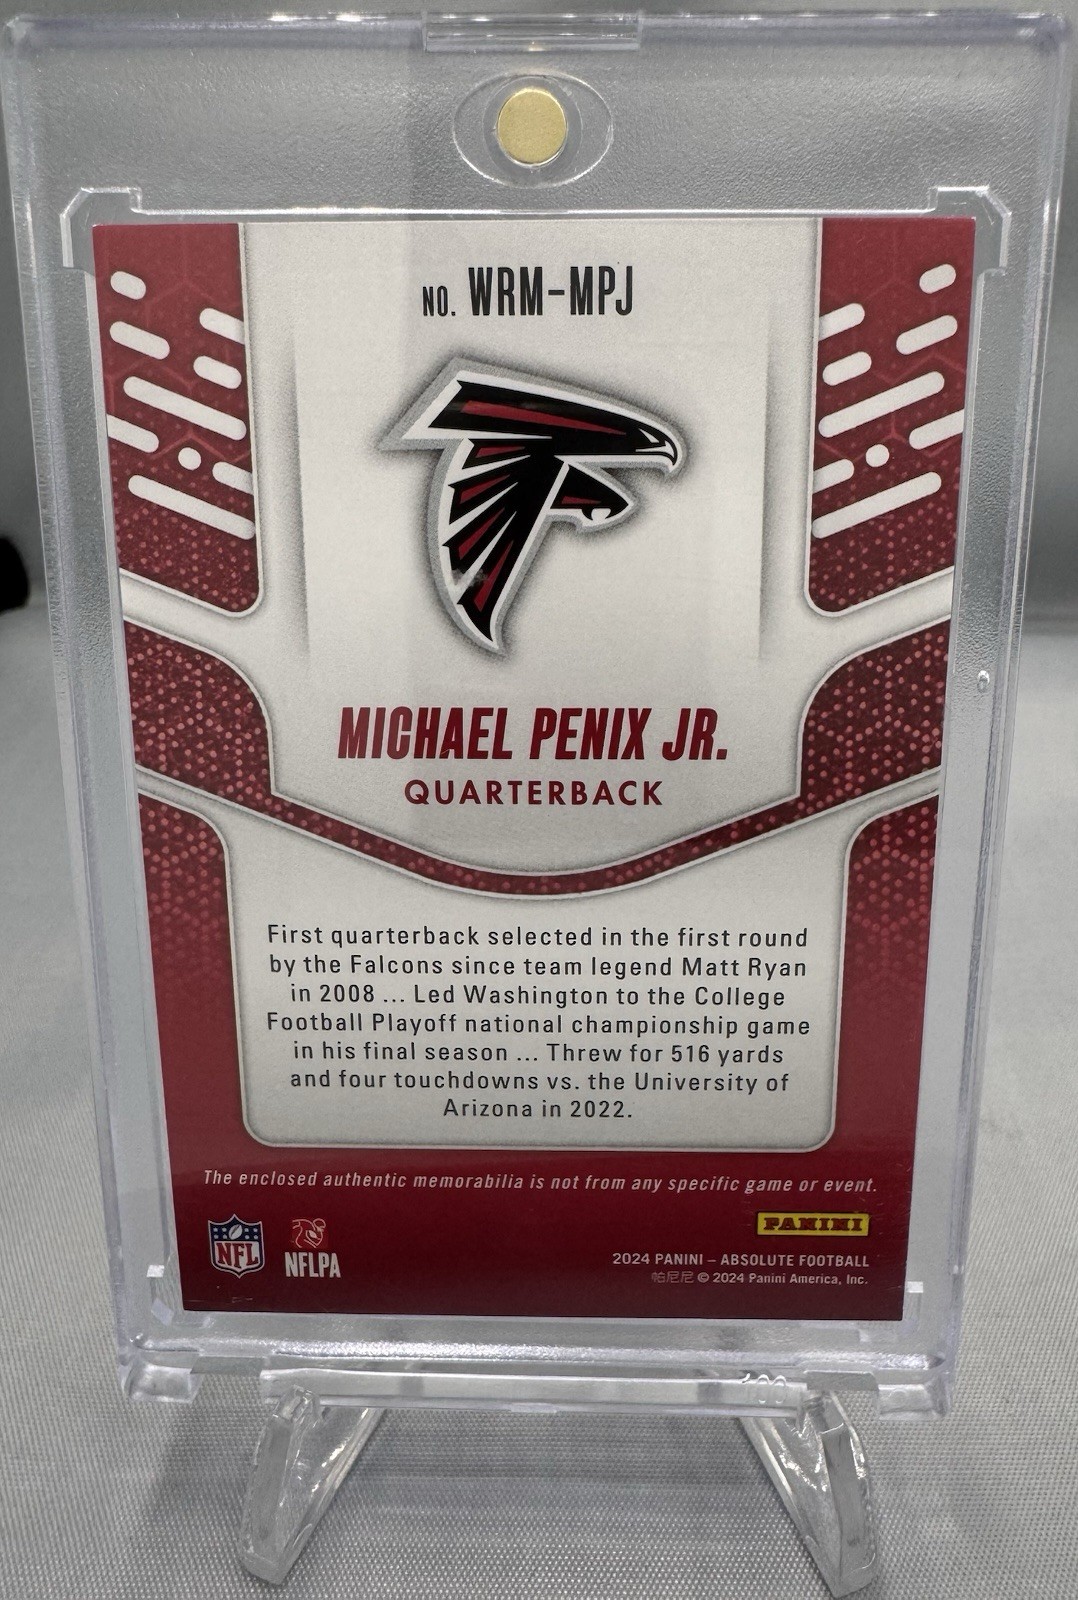 NO. WRM-MPJ
MICHAEL PENIX JR.
QUARTERBACK
First quarterback selected in the first round
by the Falcons since team legend Matt Ryan
in 2008 ... Led Washington to the College
Football Playoff national championship game
in his final season ... Threw for 516 yards
and four touchdowns vs. the University of
Arizona in 2022.
The enclosed authentic memorabilia is not from any specific game or event.
PANINI
NFL
NFLPA
2024 PANINI – ABSOLUTE FOOTBALL
帕尼尼 © 2024 Panini America, Inc.